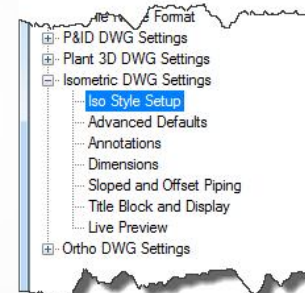 Format
P&ID DWG Settings
Plant 3D DWG Settings
Isometric DWG Settings
Iso Style Setup
Advanced Defaults
Annotations
Dimensions
Sloped and Offset Piping
Title Block and Display
Live Preview
Ortho DWG Settings